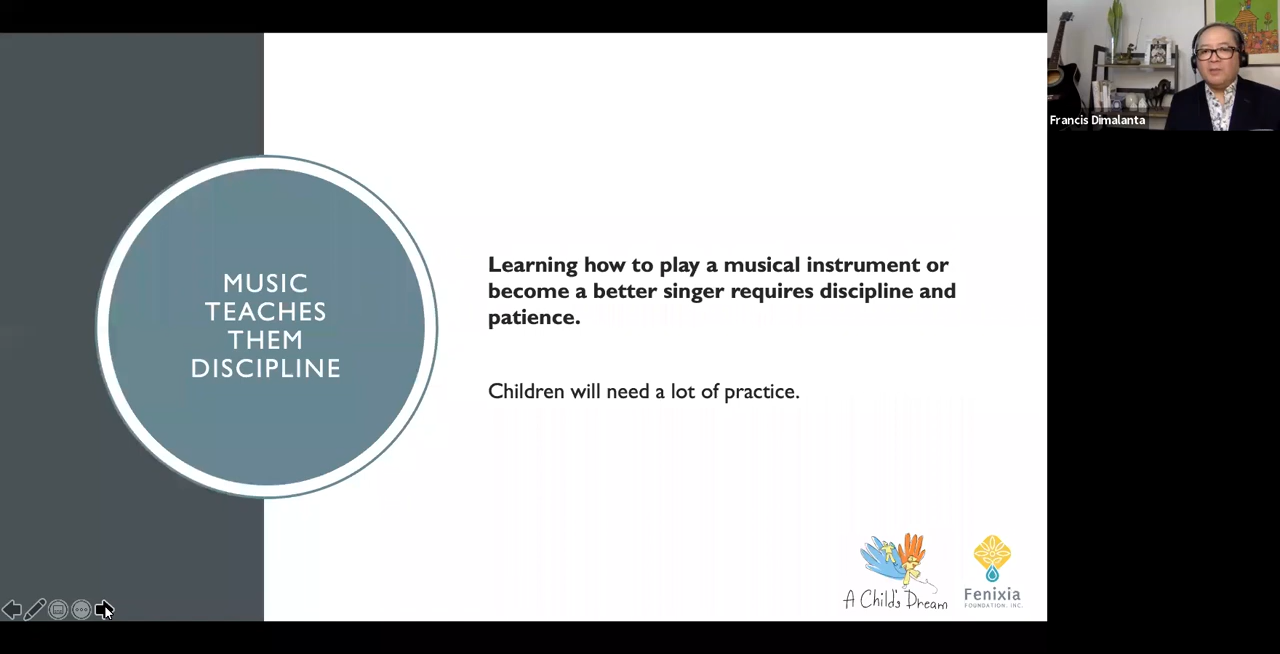 MUSIC
TEACHES
THEM
DISCIPLINE
Learning how to play a musical instrument or
become a better singer requires discipline and
patience.
Children will need a lot of practice.
Francis Dimalanta
A Child's Dream
Fenixia
FOUNDATION, INC.